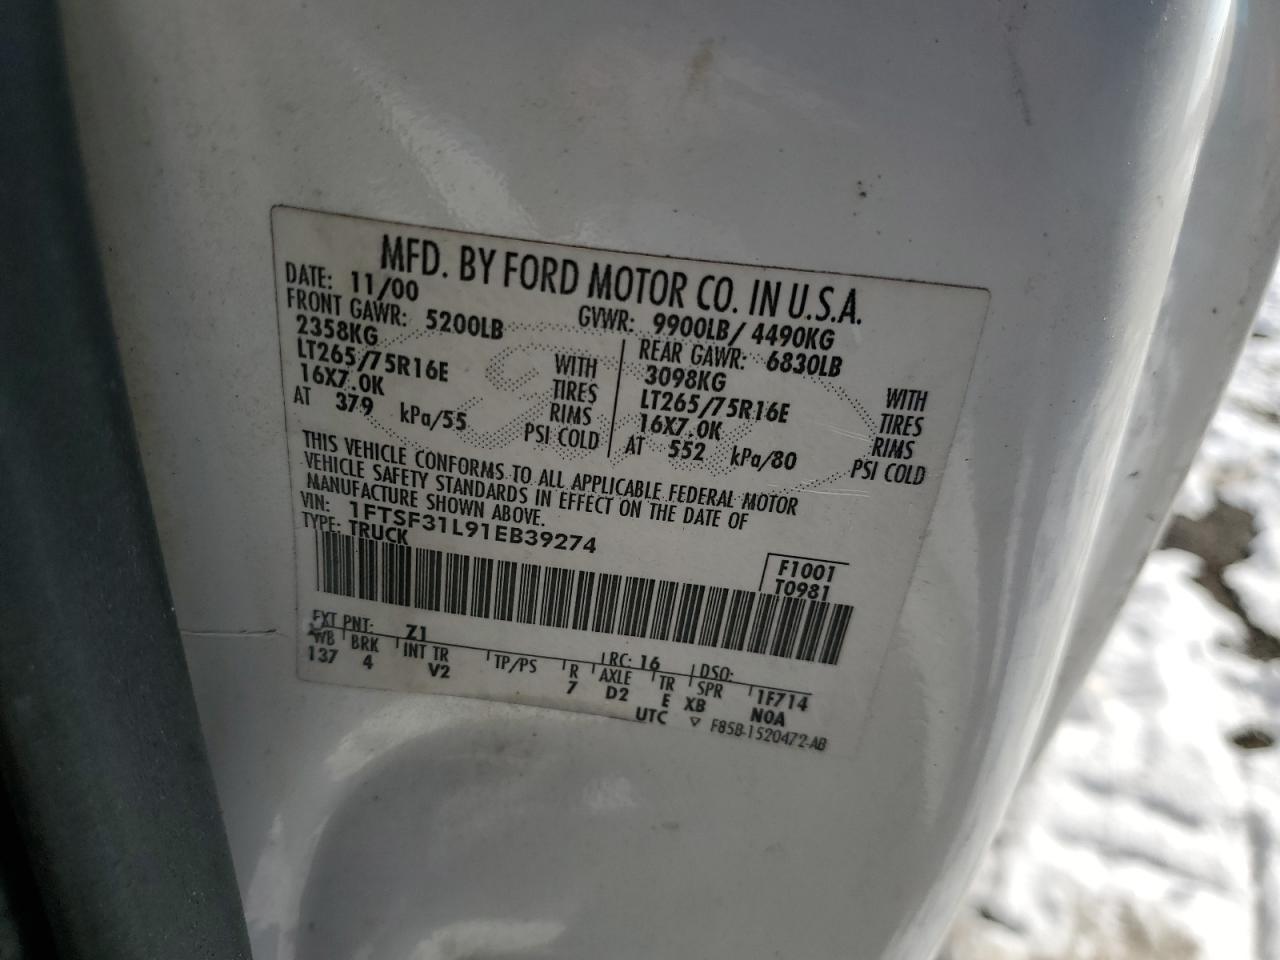 MFD. BY FORD MOTOR CO. IN U.S.A.
DATE: 11/00 GVWR: 9900LB/ 4490KG
FRONT GAWR: 5200LB REAR GAWR: 6830LB
2358KG WITH 3098KG WITH
LT265/75R16E TIRES LT265/75R16E TIRES
16X7.0K RIMS 16X7.0K RIMS
AT 379 kPa/55 PSI COLD AT 552 kPa/80 PSI COLD
THIS VEHICLE CONFORMS TO ALL APPLICABLE FEDERAL MOTOR
VEHICLE SAFETY STANDARDS IN EFFECT ON THE DATE OF
MANUFACTURE SHOWN ABOVE.
VIN: 1FTSF31L91EB39274
TYPE: TRUCK
F1001
T0981
EXT PNT: Z1 RC: 16 DSO:
WB BRK INT TR TP/PS R AXLE TR SPR 1F714
137 4 V2 7 D2 E XB N0A
UTC ▽ F85B-1520472-AB